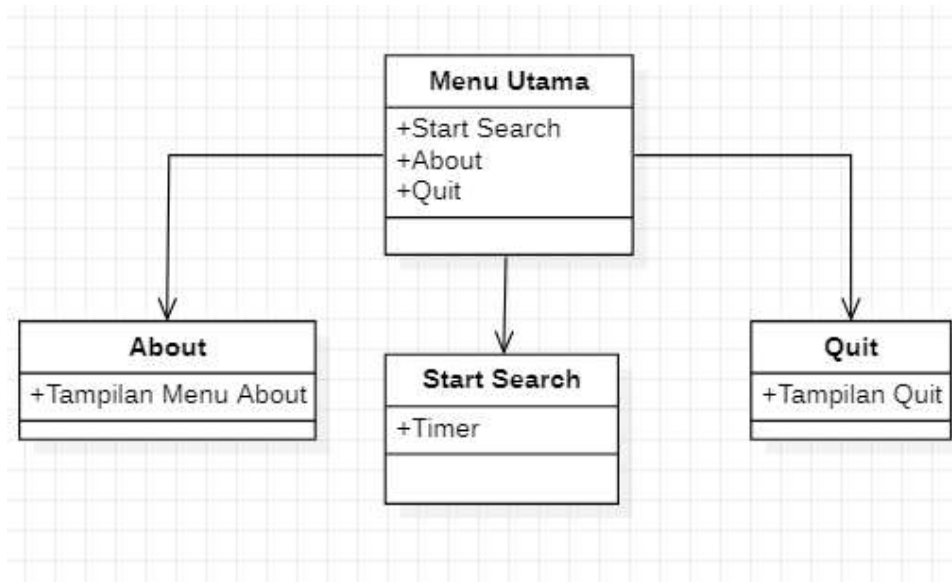 Menu Utama
+Start Search
+About
+Quit
About
+Tampilan Menu About
Start Search
+Timer
Quit
+Tampilan Quit